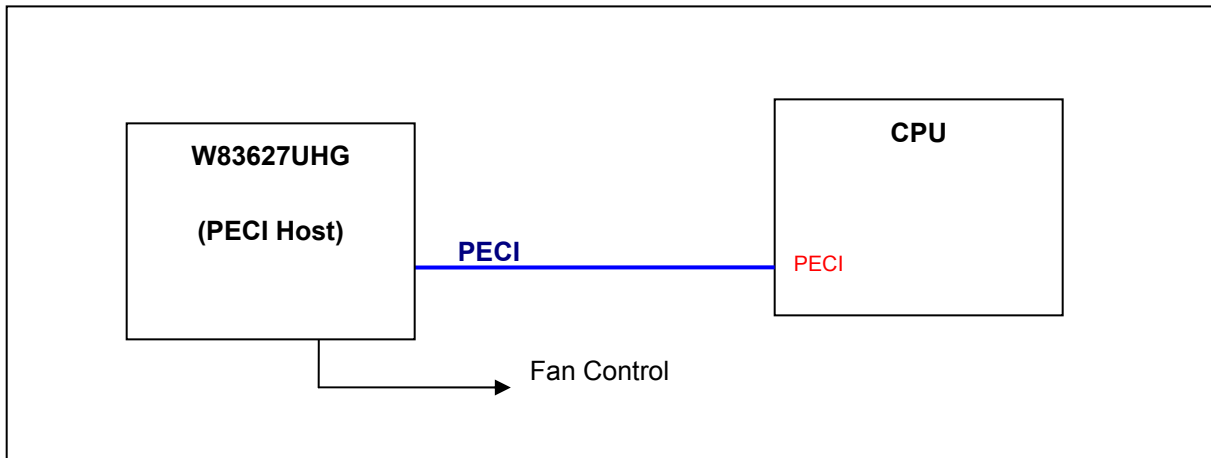 W83627UHG
(PECI Host)
PECI
CPU
PECI
Fan Control